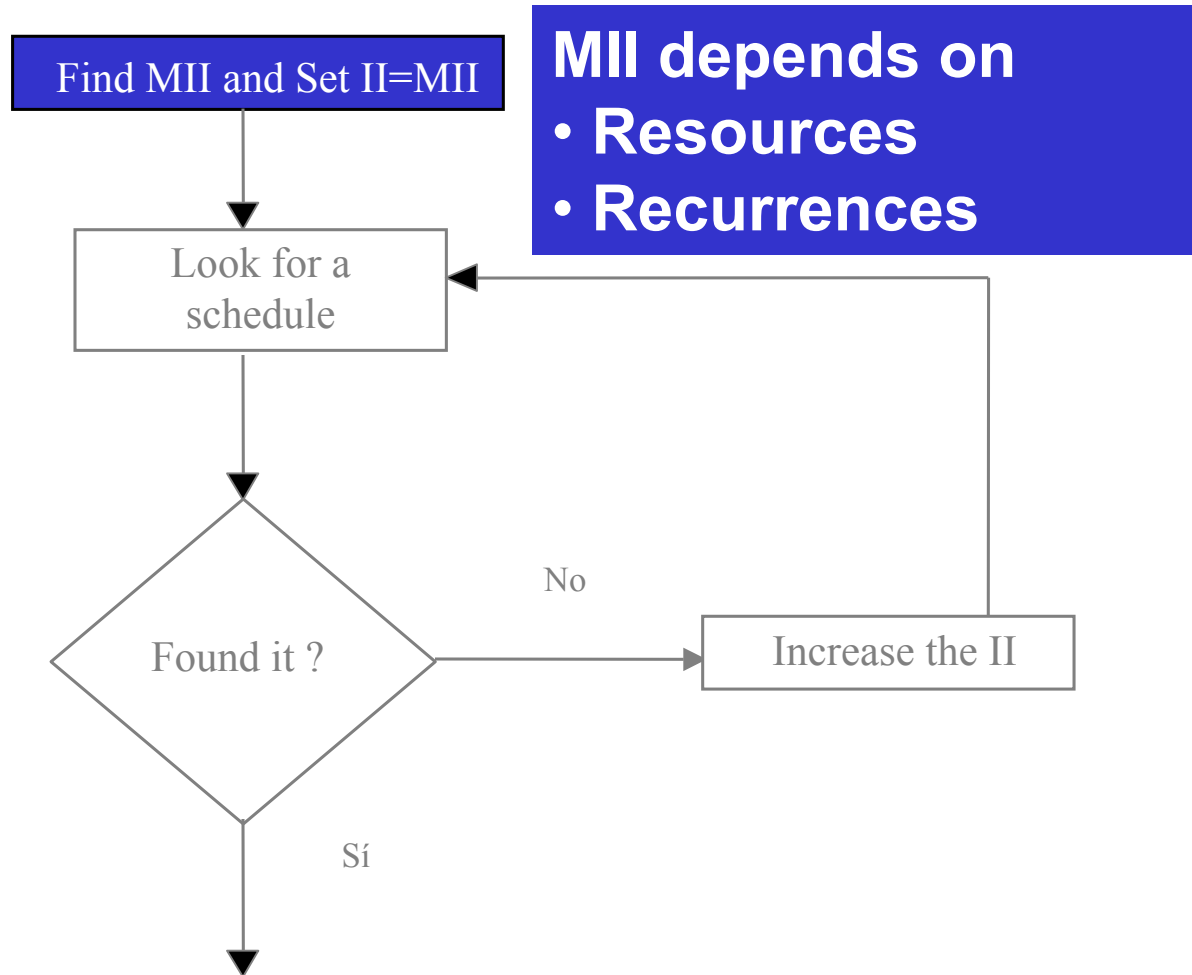 Find MII and Set II=MII
MII depends on
• Resources
• Recurrences
Look for a
schedule
No
Found it ?
Increase the II
Sí